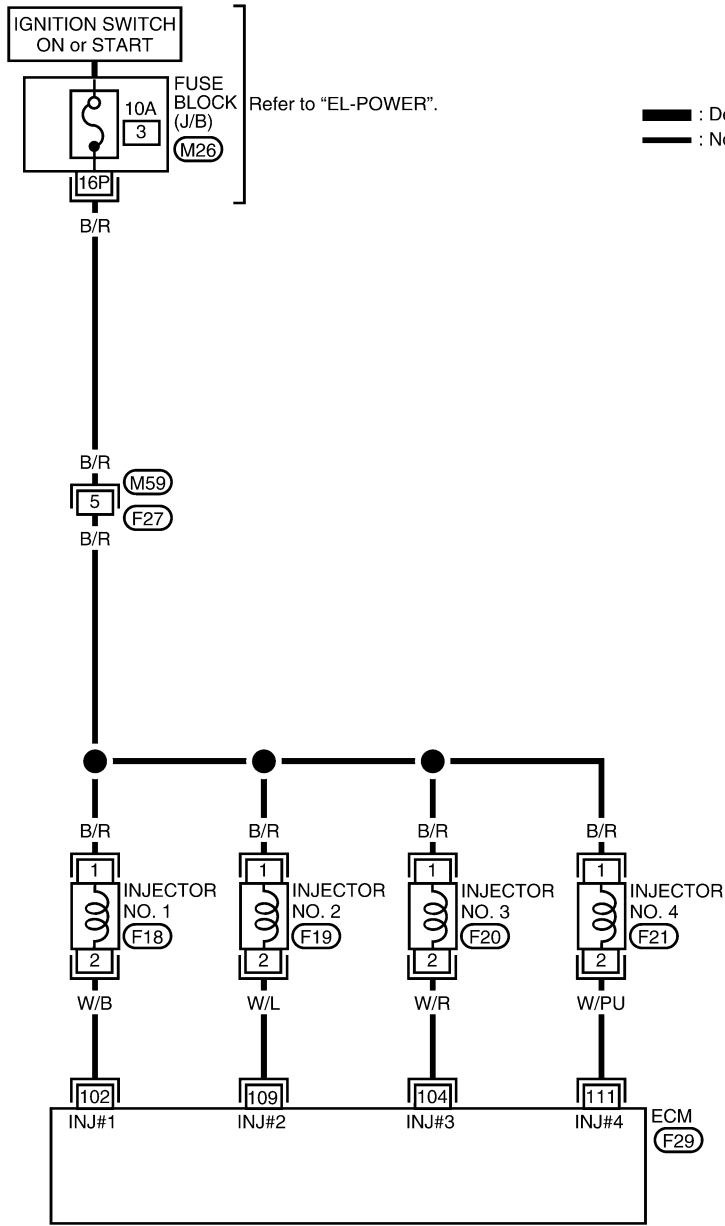 IGNITION SWITCH
ON or START
FUSE
BLOCK
(J/B)
10A
3
M26
Refer to "EL-POWER".
16P
B/R
B/R
M59
5
F27
B/R
B/R
B/R
B/R
B/R
1
1
1
1
INJECTOR
NO. 1
F18
INJECTOR
NO. 2
F19
INJECTOR
NO. 3
F20
INJECTOR
NO. 4
F21
2
2
2
2
W/B
W/L
W/R
W/PU
102
109
104
111
INJ#1
INJ#2
INJ#3
INJ#4
ECM
F29